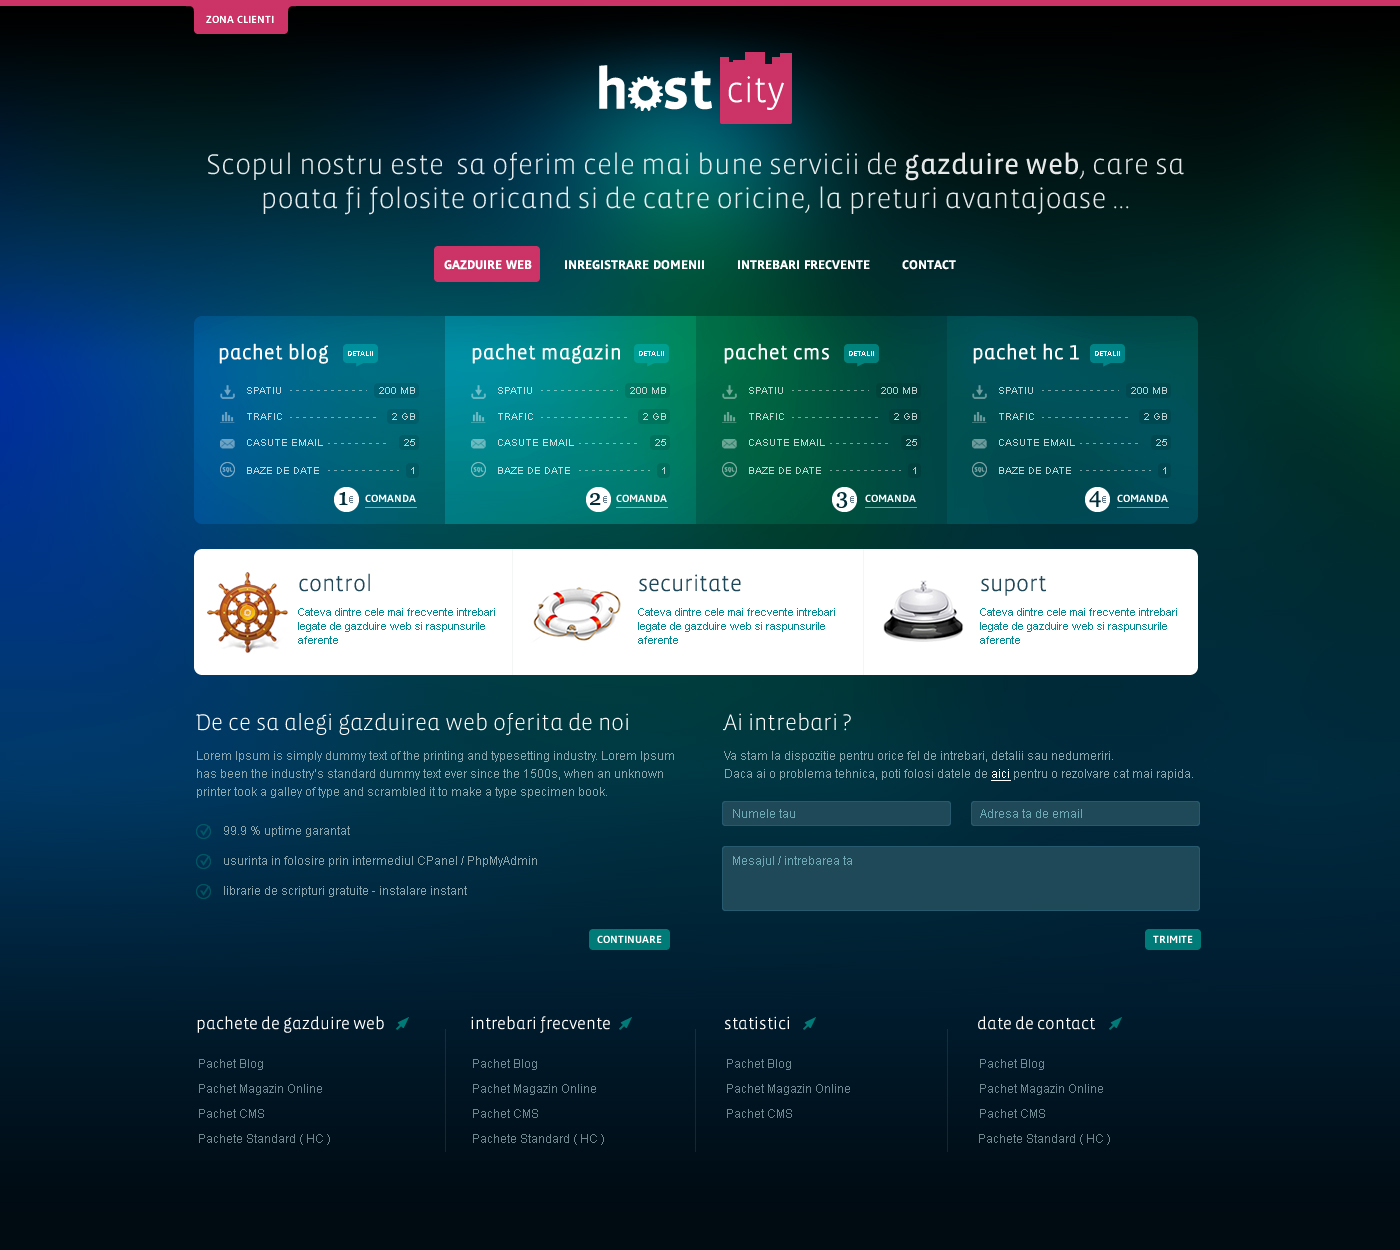 ZONA CLIENTI
host city
Scopul nostru este sa oferim cele mai bune servicii de gazduire web, care sa
poata fi folosite oricand si de catre oricine, la preturi avantajoase ...
GAZDUIRE WEB INREGISTRARE DOMENII INTREBARI FRECVENTE CONTACT
pachet blog DETALII
SPATIU 200 MB
TRAFIC 2 GB
CASUTE EMAIL 25
SQL BAZE DE DATE 1
1€ COMANDA
pachet magazin DETALII
SPATIU 200 MB
TRAFIC 2 GB
CASUTE EMAIL 25
SQL BAZE DE DATE 1
2€ COMANDA
pachet cms DETALII
SPATIU 200 MB
TRAFIC 2 GB
CASUTE EMAIL 25
SQL BAZE DE DATE 1
3€ COMANDA
pachet hc 1 DETALII
SPATIU 200 MB
TRAFIC 2 GB
CASUTE EMAIL 25
SQL BAZE DE DATE 1
4€ COMANDA
control
Cateva dintre cele mai frecvente intrebari
legate de gazduire web si raspunsurile
aferente
securitate
Cateva dintre cele mai frecvente intrebari
legate de gazduire web si raspunsurile
aferente
suport
Cateva dintre cele mai frecvente intrebari
legate de gazduire web si raspunsurile
aferente
De ce sa alegi gazduirea web oferita de noi
Lorem Ipsum is simply dummy text of the printing and typesetting industry. Lorem Ipsum
has been the industry's standard dummy text ever since the 1500s, when an unknown
printer took a galley of type and scrambled it to make a type specimen book.
99.9 % uptime garantat
usurinta in folosire prin intermediul CPanel / PhpMyAdmin
librarie de scripturi gratuite - instalare instant
CONTINUARE
Ai intrebari ?
Va stam la dispozitie pentru orice fel de intrebari, detalii sau nedumeriri.
Daca ai o problema tehnica, poti folosi datele de aici pentru o rezolvare cat mai rapida.
Numele tau
Adresa ta de email
Mesajul / intrebarea ta
TRIMITE
pachete de gazduire web
Pachet Blog
Pachet Magazin Online
Pachet CMS
Pachete Standard ( HC )
intrebari frecvente
Pachet Blog
Pachet Magazin Online
Pachet CMS
Pachete Standard ( HC )
statistici
Pachet Blog
Pachet Magazin Online
Pachet CMS
date de contact
Pachet Blog
Pachet Magazin Online
Pachet CMS
Pachete Standard ( HC )